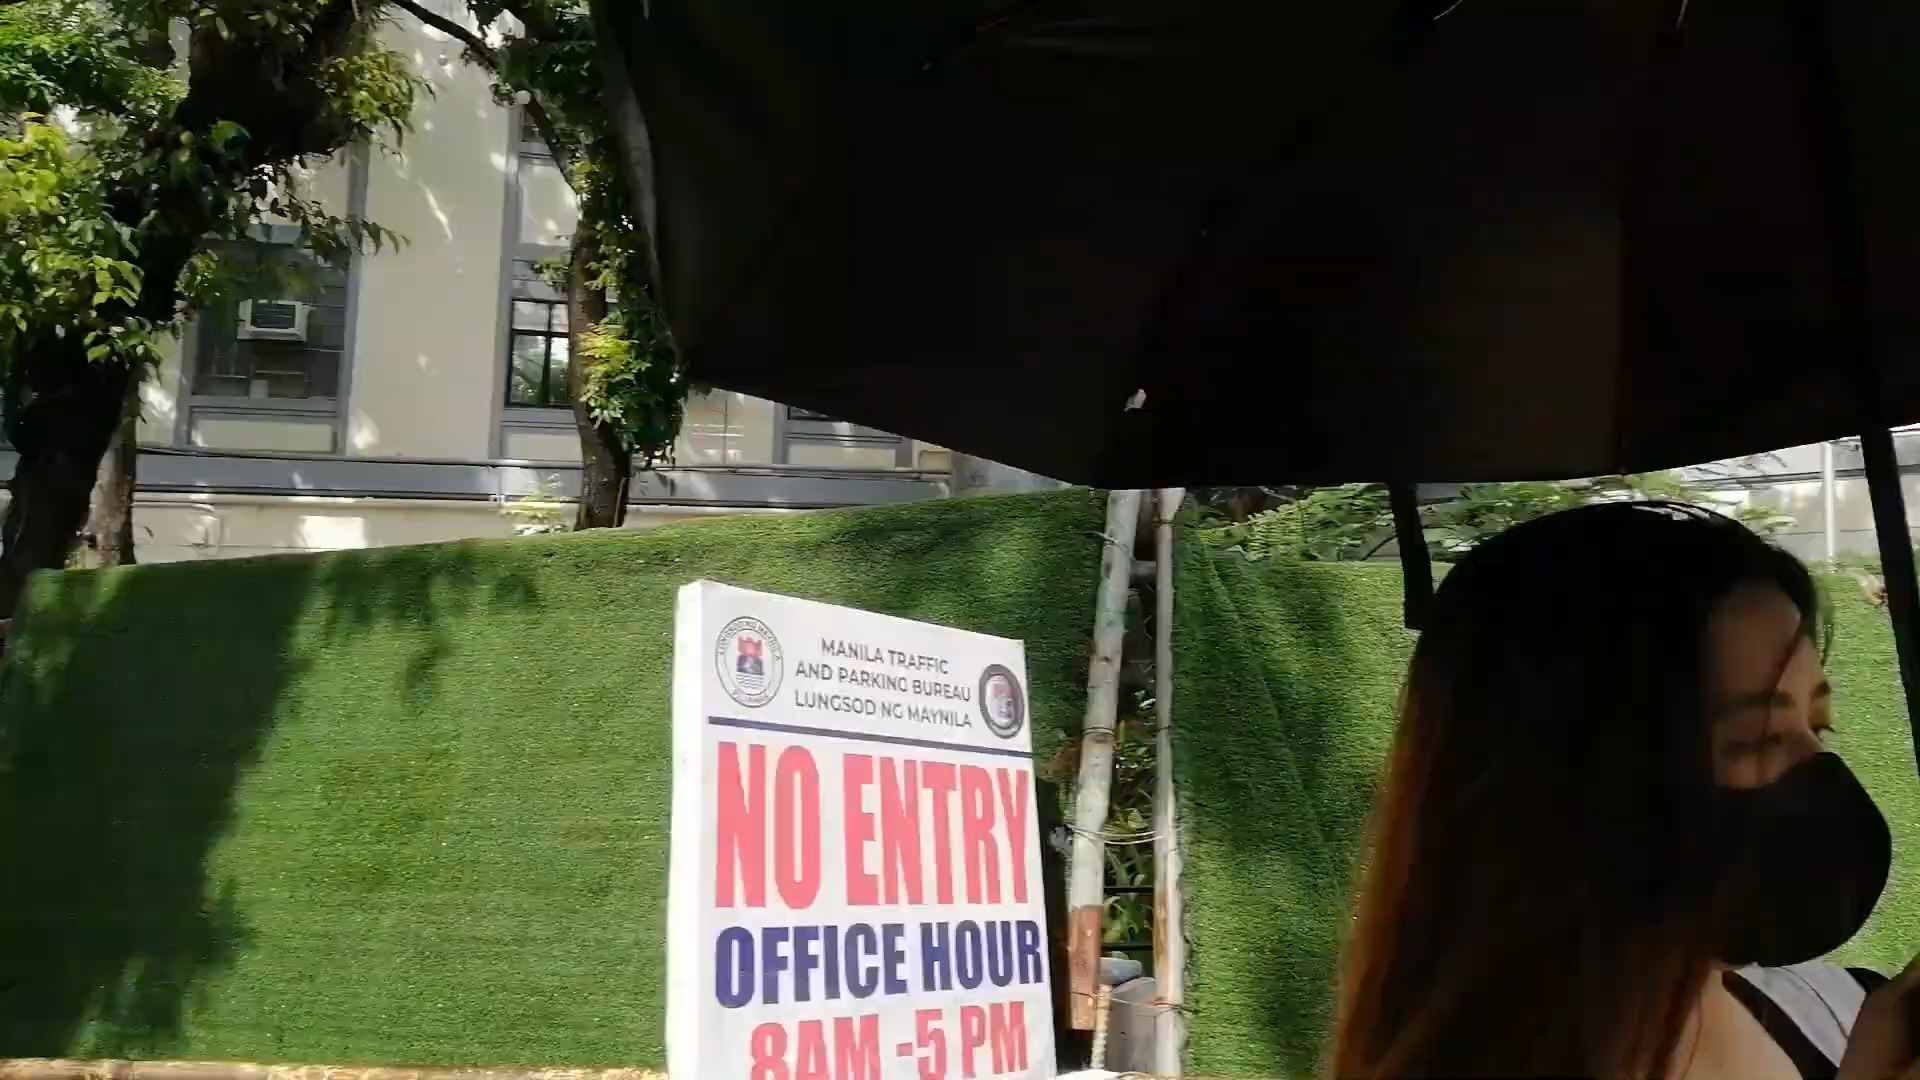 MANILA TRAFFIC
AND PARKING BUREAU
LUNGSOD NG MAYNILA
NO ENTRY
OFFICE HOUR
8AM -5 PM